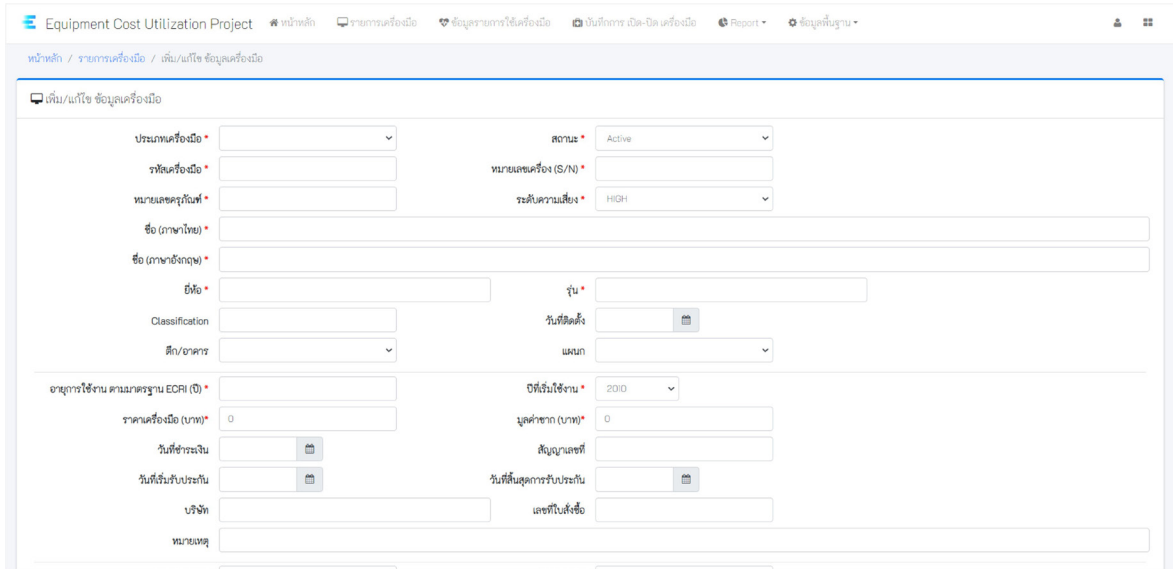 Equipment Cost Utilization Project หน้าหลัก รายการเครื่องมือ ข้อมูลรายการใช้เครื่องมือ บันทึกการ เปิด-ปิด เครื่องมือ Report ข้อมูลพื้นฐาน
หน้าหลัก / รายการเครื่องมือ / เพิ่ม/แก้ไข ข้อมูลเครื่องมือ
เพิ่ม/แก้ไข ข้อมูลเครื่องมือ
ประเภทเครื่องมือ * สถานะ * Active
รหัสเครื่องมือ * หมายเลขเครื่อง (S/N) *
หมายเลขครุภัณฑ์ * ระดับความเสี่ยง * HIGH
ชื่อ (ภาษาไทย) *
ชื่อ (ภาษาอังกฤษ) *
ยี่ห้อ * รุ่น *
Classification วันที่ติดตั้ง
ตึก/อาคาร แผนก
อายุการใช้งาน ตามมาตรฐาน ECRI (ปี) * ปีที่เริ่มใช้งาน * 2010
ราคาเครื่องมือ (บาท)* 0 มูลค่าซาก (บาท)* 0
วันที่ชำระเงิน สัญญาเลขที่
วันที่เริ่มรับประกัน วันที่สิ้นสุดการรับประกัน
บริษัท เลขที่ใบสั่งซื้อ
หมายเหตุ